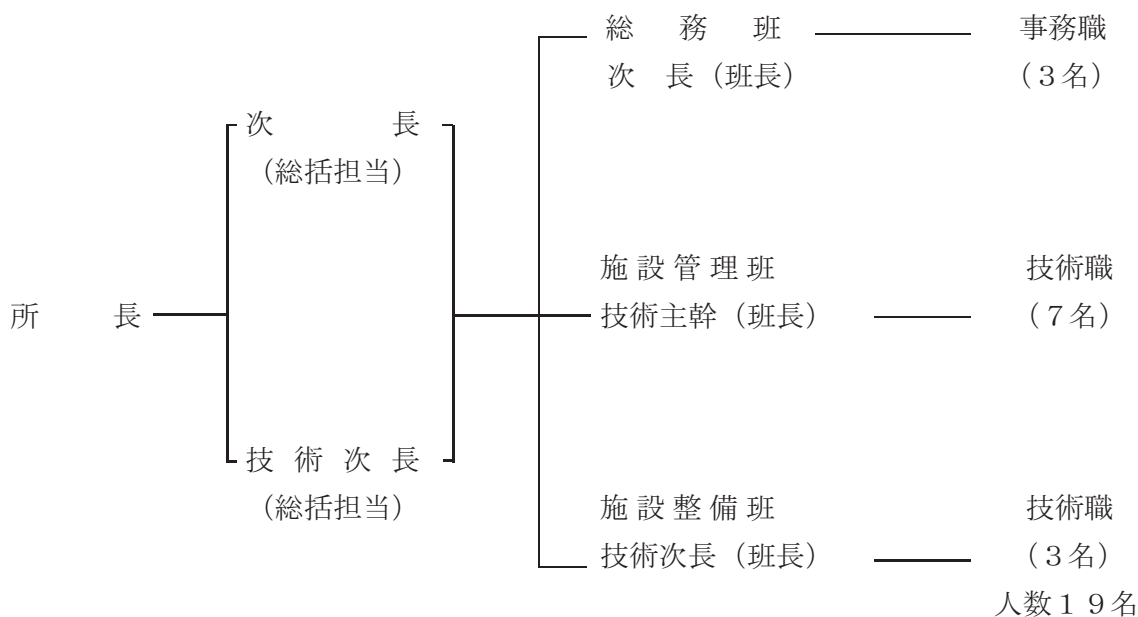 総務班 事務職
次長（班長） （３名）
次長
（総括担当）
施設管理班 技術職
所長 技術主幹（班長） （７名）
技術次長
（総括担当） 施設整備班 技術職
技術次長（班長） （３名）
人数１９名